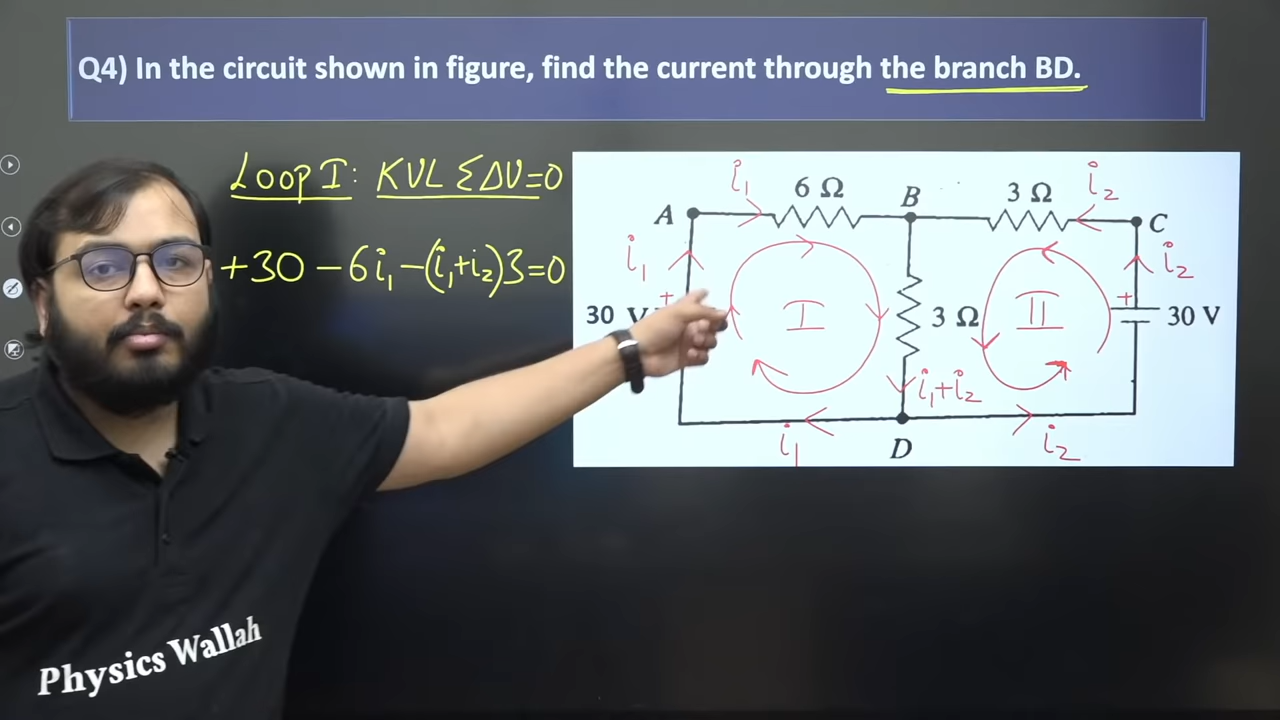 Q4) In the circuit shown in figure, find the current through the branch BD.
Loop I: KVL ΣΔV=0
+30 − 6i₁ − (i₁+i₂)3=0
i₁
6 Ω
B
3 Ω
i₂
A
C
i₁
i₂
+
+
30 V
I
3 Ω
II
30 V
i₁+i₂
i₁
D
i₂
Physics Wallah